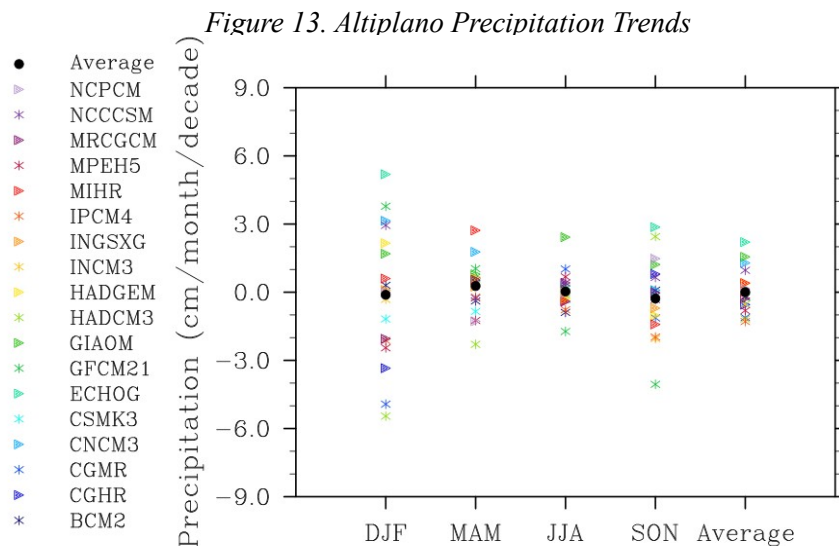 Figure 13. Altiplano Precipitation Trends
Average
NCPCM
NCCCSM
MRCGCM
MPEH5
MIHR
IPCM4
INGSXG
INCM3
HADGEM
HADCM3
GIAOM
GFCM21
ECHOG
CSMK3
CNCM3
CGMR
CGHR
BCM2
Precipitation (cm/month/decade)
9.0
6.0
3.0
0.0
-3.0
-6.0
-9.0
DJF MAM JJA SON Average